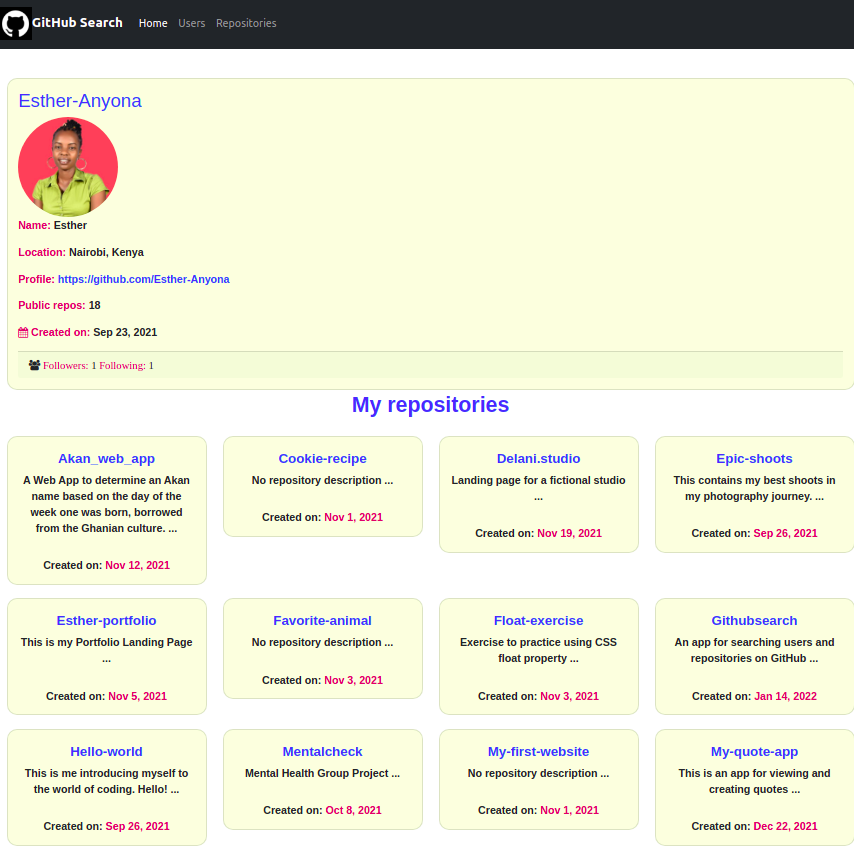 GitHub Search Home Users Repositories
Esther-Anyona
Name: Esther
Location: Nairobi, Kenya
Profile: https://github.com/Esther-Anyona
Public repos: 18
Created on: Sep 23, 2021
Followers: 1 Following: 1
My repositories
Akan_web_app
A Web App to determine an Akan
name based on the day of the
week one was born, borrowed
from the Ghanian culture. ...
Created on: Nov 12, 2021
Cookie-recipe
No repository description ...
Created on: Nov 1, 2021
Delani.studio
Landing page for a fictional studio
...
Created on: Nov 19, 2021
Epic-shoots
This contains my best shoots in
my photography journey. ...
Created on: Sep 26, 2021
Esther-portfolio
This is my Portfolio Landing Page
...
Created on: Nov 5, 2021
Favorite-animal
No repository description ...
Created on: Nov 3, 2021
Float-exercise
Exercise to practice using CSS
float property ...
Created on: Nov 3, 2021
Githubsearch
An app for searching users and
repositories on GitHub ...
Created on: Jan 14, 2022
Hello-world
This is me introducing myself to
the world of coding. Hello! ...
Created on: Sep 26, 2021
Mentalcheck
Mental Health Group Project ...
Created on: Oct 8, 2021
My-first-website
No repository description ...
Created on: Nov 1, 2021
My-quote-app
This is an app for viewing and
creating quotes ...
Created on: Dec 22, 2021